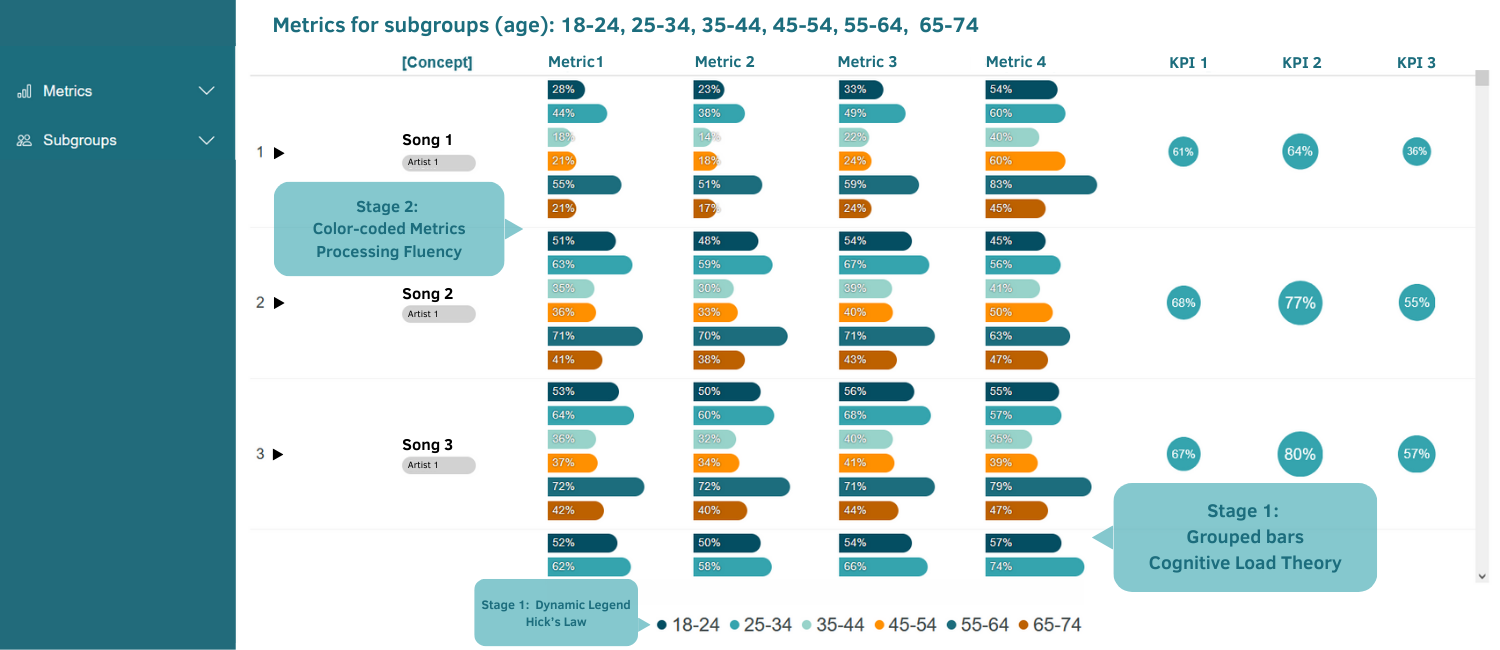 Metrics for subgroups (age): 18-24, 25-34, 35-44, 45-54, 55-64, 65-74
[Concept] Metric1 Metric 2 Metric 3 Metric 4 KPI 1 KPI 2 KPI 3
Metrics
Subgroups
28% 23% 33% 54%
44% 38% 49% 60%
18% 14% 22% 40%
1 Song 1
Artist 1
21% 18% 24% 60%
61% 64% 36%
55% 51% 59% 83%
21% 17% 24% 45%
Stage 2:
Color-coded Metrics
Processing Fluency
51% 48% 54% 45%
63% 59% 67% 56%
35% 30% 39% 41%
2 Song 2
Artist 1
36% 33% 40% 50%
68% 77% 55%
71% 70% 71% 63%
41% 38% 43% 47%
53% 50% 56% 55%
64% 60% 68% 57%
36% 32% 40% 35%
3 Song 3
Artist 1
37% 34% 41% 39%
67% 80% 57%
72% 72% 71% 79%
42% 40% 44% 47%
Stage 1:
Grouped bars
Cognitive Load Theory
52% 50% 54% 57%
62% 58% 66% 74%
Stage 1: Dynamic Legend
Hick's Law
18-24 25-34 35-44 45-54 55-64 65-74